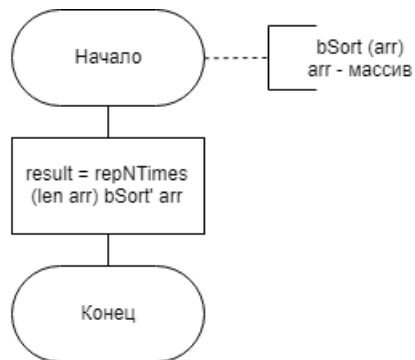 Начало
bSort (arr)
arr - массив
result = repNTimes
(len arr) bSort' arr
Конец